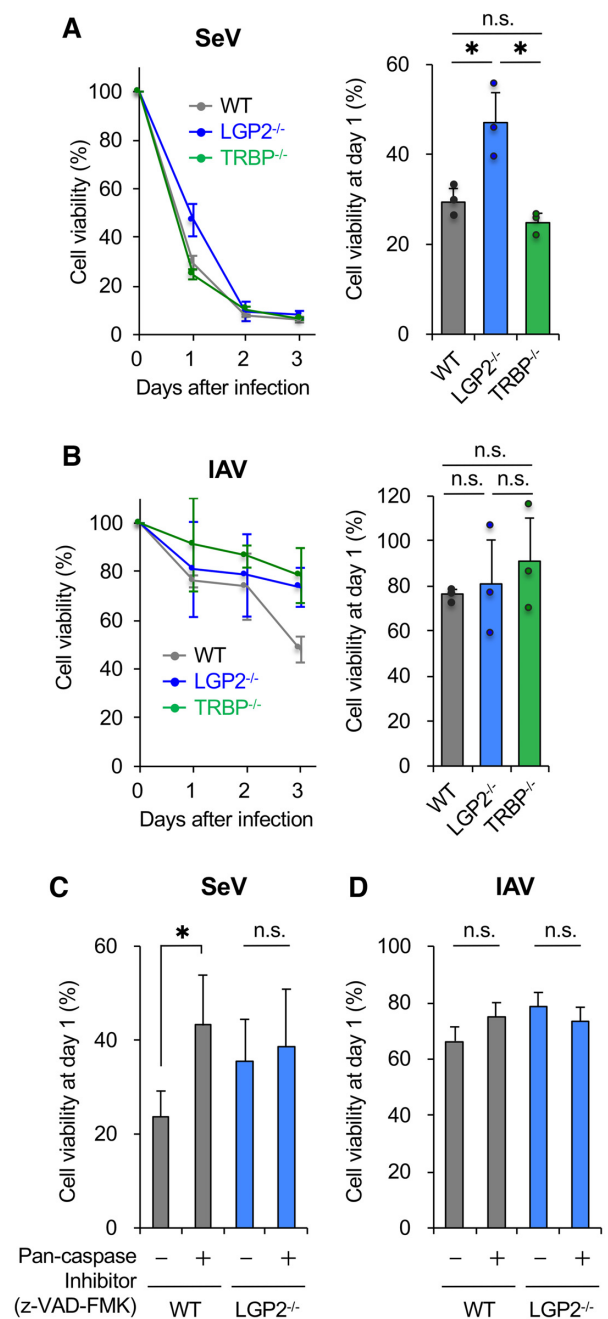 A
SeV
Cell viability (%)
100
80
60
40
20
0
0 1 2 3
Days after infection
WT
LGP2-/-
TRBP-/-
n.s.
* *
Cell viability at day 1 (%)
60
40
20
0
WT
LGP2-/-
TRBP-/-
B
IAV
Cell viability (%)
100
80
60
40
20
0
0 1 2 3
Days after infection
WT
LGP2-/-
TRBP-/-
n.s.
n.s. n.s.
Cell viability at day 1 (%)
120
100
80
60
40
20
0
WT
LGP2-/-
TRBP-/-
C
SeV
Cell viability at day 1 (%)
60
40
20
0
* n.s.
Pan-caspase
Inhibitor
(z-VAD-FMK)
− + − +
WT LGP2-/-
D
IAV
Cell viability at day 1 (%)
100
80
60
40
20
0
n.s. n.s.
− + − +
WT LGP2-/-